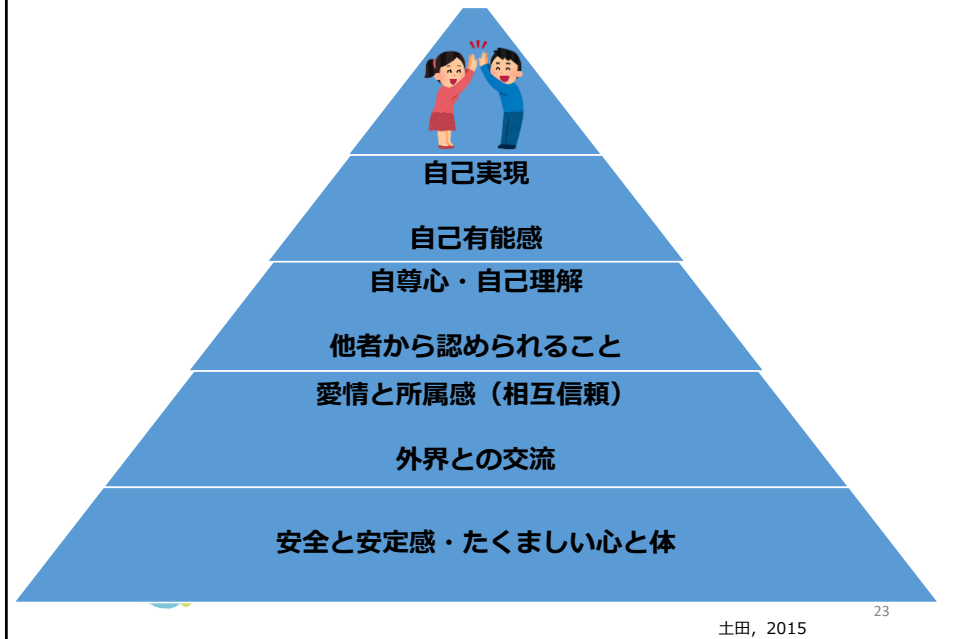 自己実現
自己有能感
自尊心・自己理解
他者から認められること
愛情と所属感（相互信頼）
外界との交流
安全と安定感・たくましい心と体
23
土田, 2015